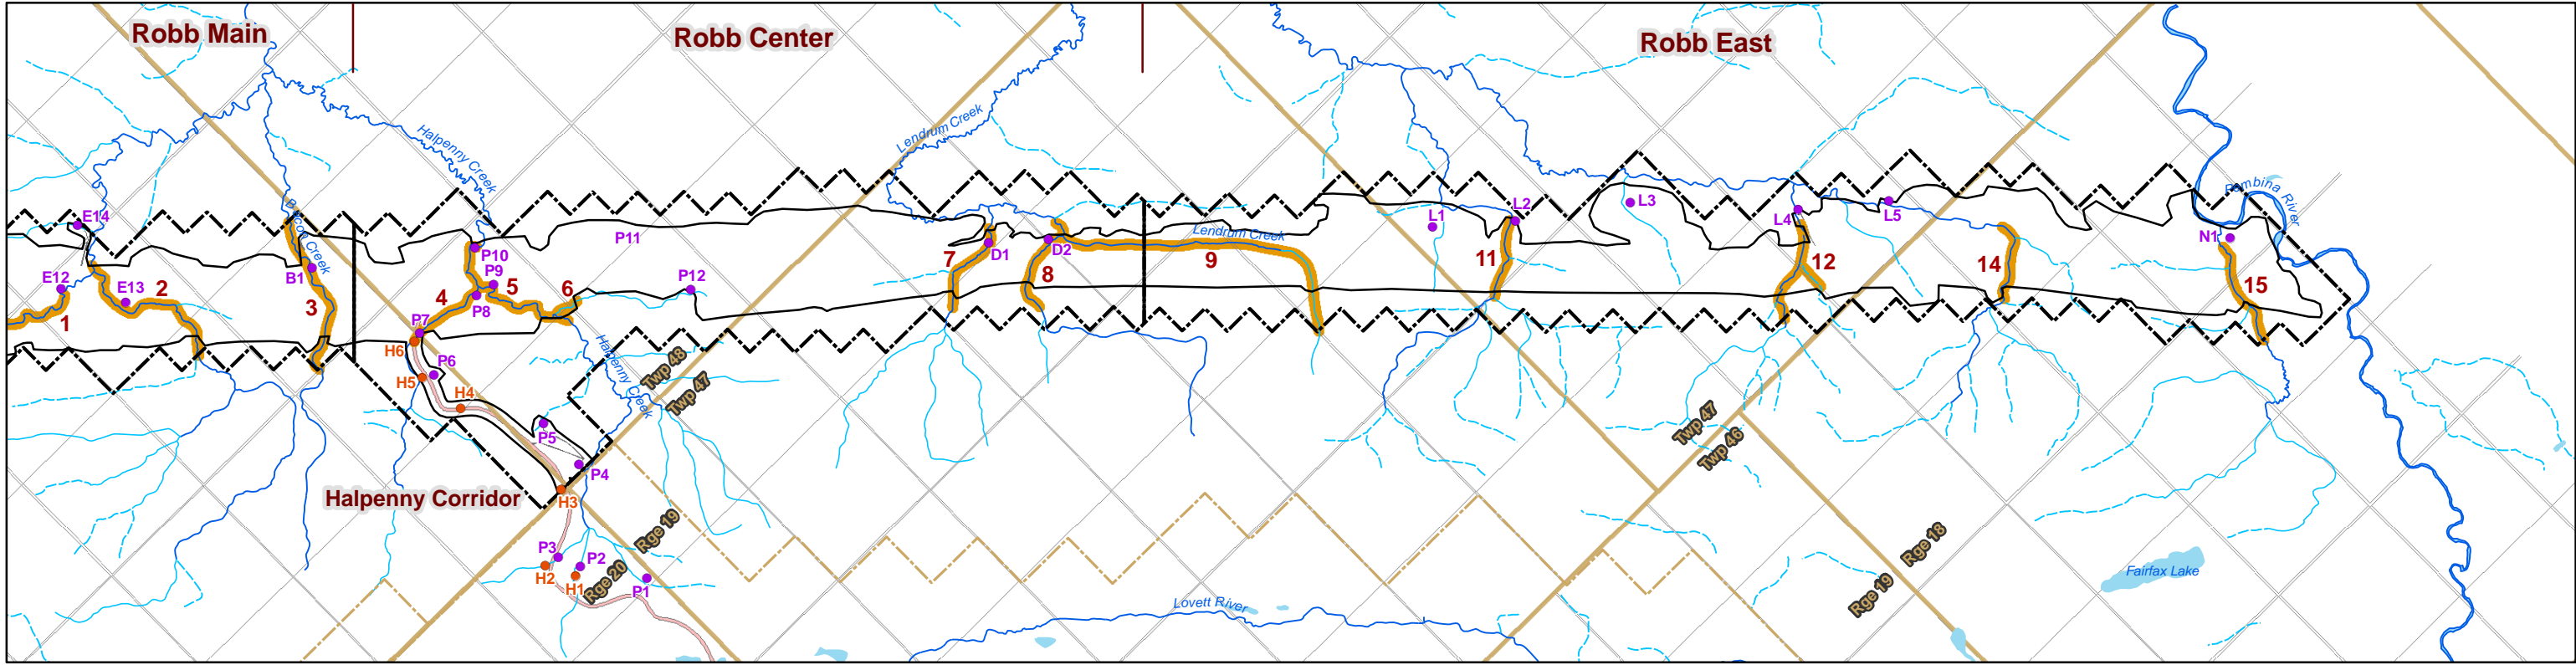 Robb Main
Robb Center
Robb East
Halpenny Creek
Lendrum Creek
Bacon Creek
Pembina River
E14
P10
P11
P9
L1
L2
L3
L4
L5
N1
E12
E13
B1
P12
D1
D2
Lendrum Creek
1
2
3
4
5
6
7
8
9
11
12
14
15
P8
P7
H6
P6
H5
H4
Halpenny Creek
Twp 48
Twp 47
P5
P4
Twp 47
Twp 46
Halpenny Corridor
H3
Rge 19
Rge 18
P3
P2
H2
H1
Rge 20
P1
Rge 19
Fairfax Lake
Lovett River